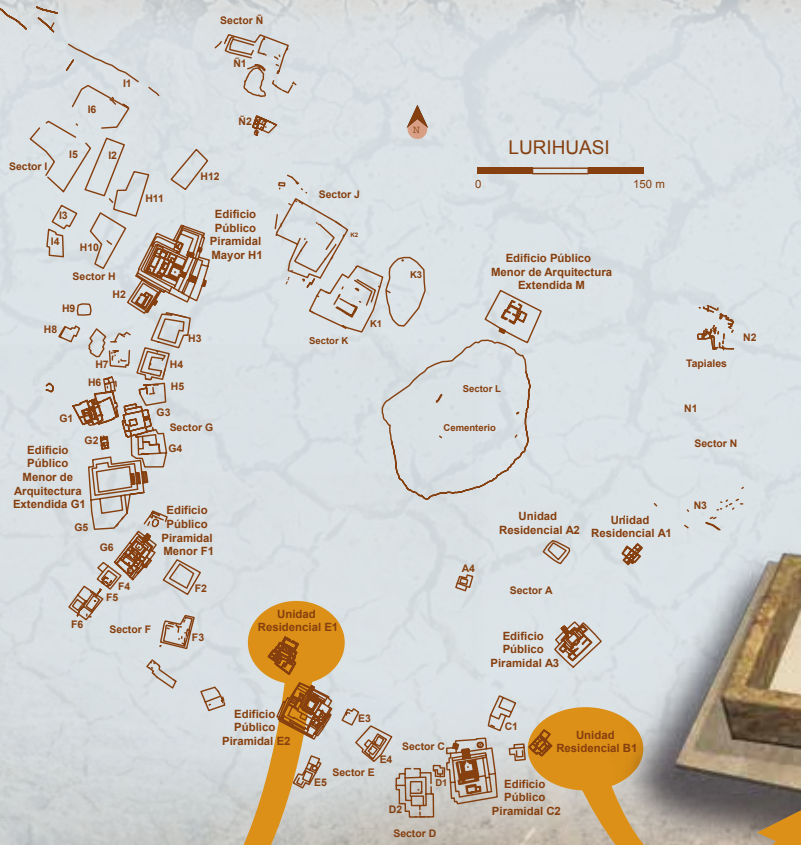 Sector Ñ
Ñ1
I1
I6
Ñ2
N
LURIHUASI
0
150 m
Sector I
I5
I2
H11
H12
Sector J
K2
I3
I4
H10
Sector H
Edificio
Público
Piramidal
Mayor H1
K3
Edificio Público
Menor de Arquitectura
Extendida M
H2
H9
H8
H3
K1
Sector K
N2
Tapiales
H7
H4
H6
H5
Sector L
G1
G3
N1
Cementerio
G2
Sector G
G4
Sector N
Edificio
Público
Menor de
Arquitectura
Extendida G1
N3
G5
Edificio
Público
Piramidal
Menor F1
Unidad
Residencial A2
Unidad
Residencial A1
G6
F4
F5
F2
A4
Sector A
F6
Sector F
F3
Unidad
Residencial E1
Edificio
Público
Piramidal A3
Edificio
Público
Piramidal E2
E3
E4
C1
Sector C
Unidad
Residencial B1
Sector E
E5
D1
D2
Edificio
Público
Piramidal C2
Sector D